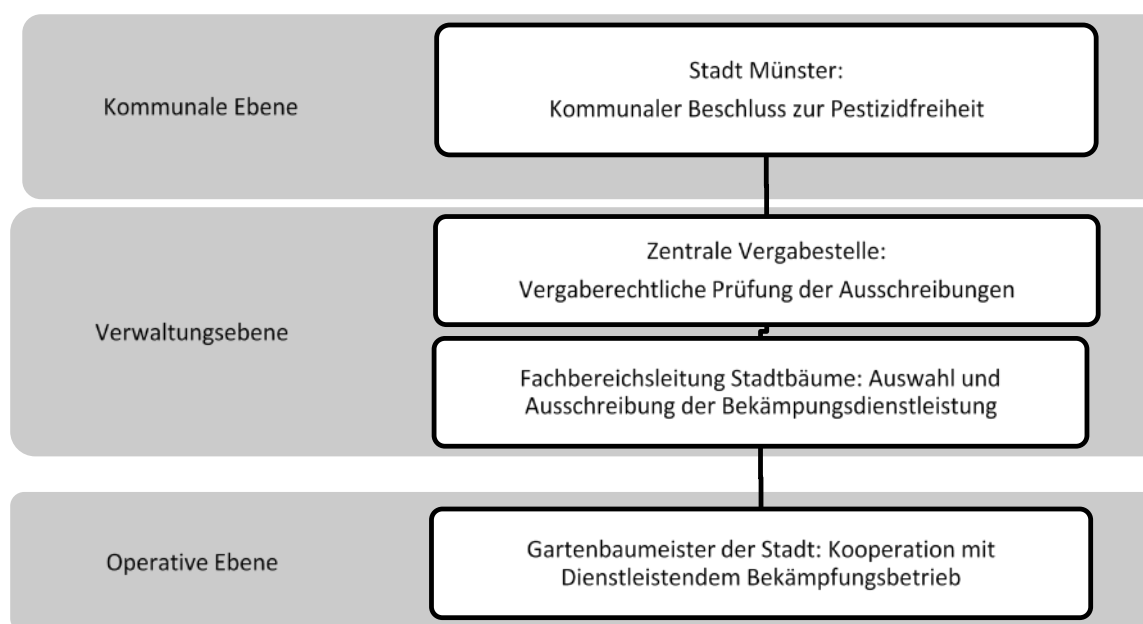 Kommunale Ebene
Stadt Münster:
Kommunaler Beschluss zur Pestizidfreiheit
Verwaltungsebene
Zentrale Vergabestelle:
Vergaberechtliche Prüfung der Ausschreibungen
Fachbereichsleitung Stadtbäume: Auswahl und
Ausschreibung der Bekämpungsdienstleistung
Operative Ebene
Gartenbaumeister der Stadt: Kooperation mit
Dienstleistendem Bekämpfungsbetrieb